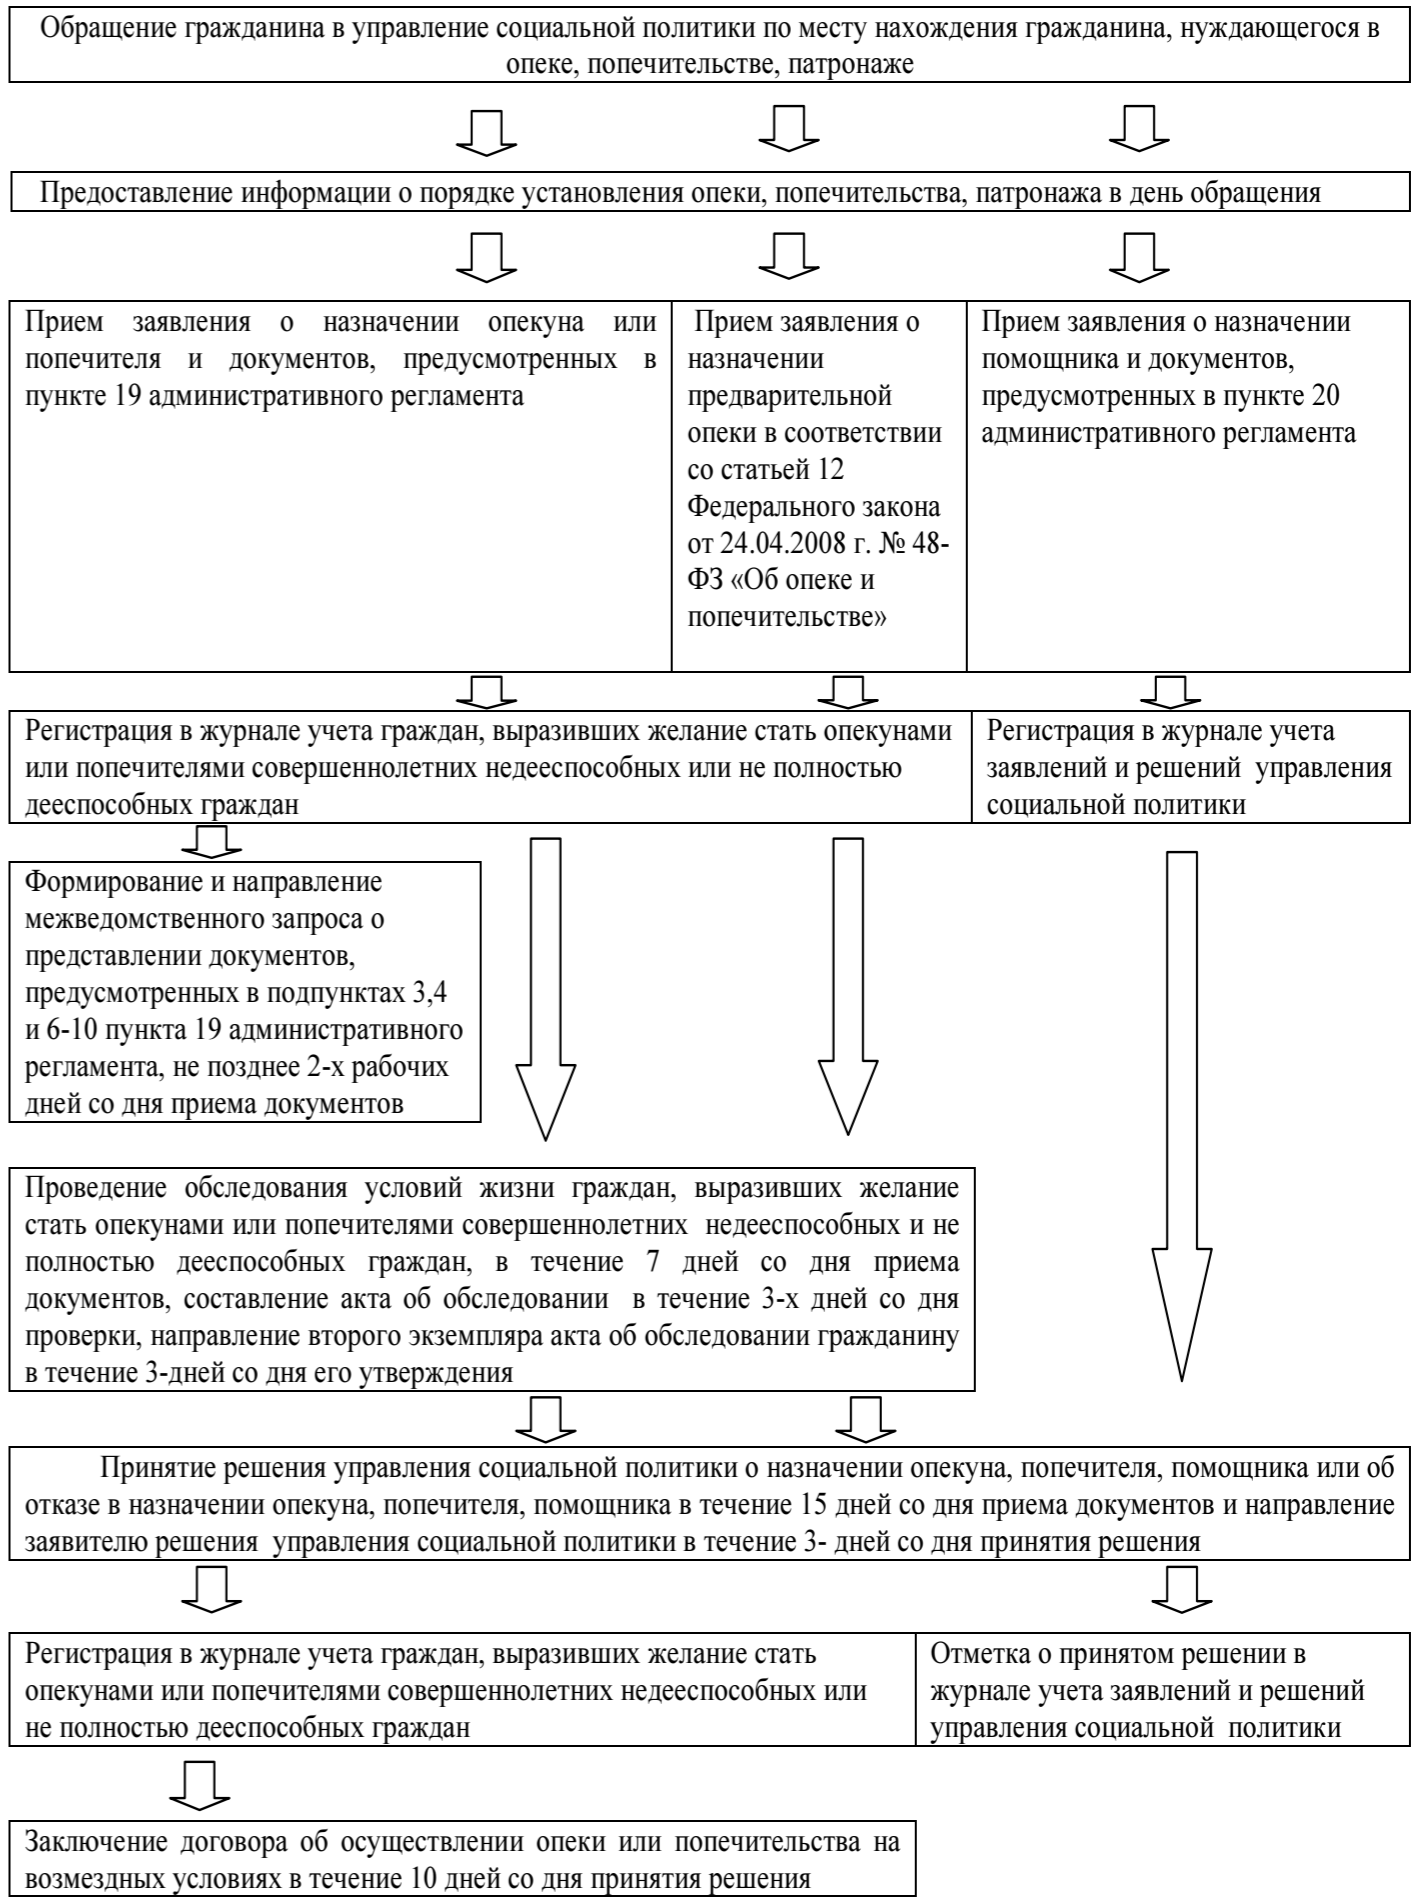 Обращение гражданина в управление социальной политики по месту нахождения гражданина, нуждающегося в
опеке, попечительстве, патронаже
Предоставление информации о порядке установления опеки, попечительства, патронажа в день обращения
Прием заявления о назначении опекуна или
попечителя и документов, предусмотренных в
пункте 19 административного регламента
Прием заявления о
назначении
предварительной
опеки в соответствии
со статьей 12
Федерального закона
от 24.04.2008 г. № 48-
ФЗ «Об опеке и
попечительстве»
Прием заявления о назначении
помощника и документов,
предусмотренных в пункте 20
административного регламента
Регистрация в журнале учета граждан, выразивших желание стать опекунами
или попечителями совершеннолетних недееспособных или не полностью
дееспособных граждан
Регистрация в журнале учета
заявлений и решений управления
социальной политики
Формирование и направление
межведомственного запроса о
представлении документов,
предусмотренных в подпунктах 3,4
и 6-10 пункта 19 административного
регламента, не позднее 2-х рабочих
дней со дня приема документов
Проведение обследования условий жизни граждан, выразивших желание
стать опекунами или попечителями совершеннолетних недееспособных и не
полностью дееспособных граждан, в течение 7 дней со дня приема
документов, составление акта об обследовании в течение 3-х дней со дня
проверки, направление второго экземпляра акта об обследовании гражданину
в течение 3-дней со дня его утверждения
Принятие решения управления социальной политики о назначении опекуна, попечителя, помощника или об
отказе в назначении опекуна, попечителя, помощника в течение 15 дней со дня приема документов и направление
заявителю решения управления социальной политики в течение 3- дней со дня принятия решения
Регистрация в журнале учета граждан, выразивших желание стать
опекунами или попечителями совершеннолетних недееспособных или
не полностью дееспособных граждан
Отметка о принятом решении в
журнале учета заявлений и решений
управления социальной политики
Заключение договора об осуществлении опеки или попечительства на
возмездных условиях в течение 10 дней со дня принятия решения